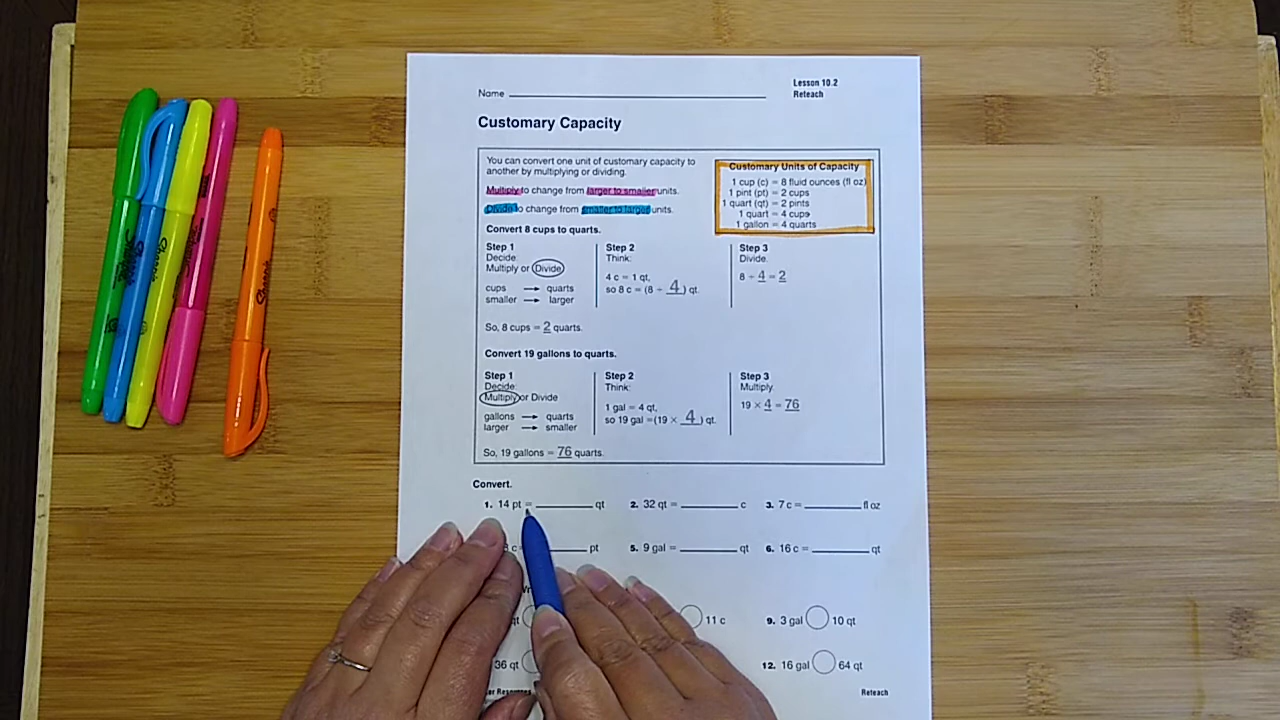 Lesson 10.2
Reteach
Name
Customary Capacity
You can convert one unit of customary capacity to
another by multiplying or dividing.
Multiply to change from larger to smaller units.
Divide to change from smaller to larger units.
Customary Units of Capacity
1 cup (c) = 8 fluid ounces (fl oz)
1 pint (pt) = 2 cups
1 quart (qt) = 2 pints
1 quart = 4 cups
1 gallon = 4 quarts
Convert 8 cups to quarts.
Step 1
Decide:
Multiply or Divide
cups → quarts
smaller → larger
Step 2
Think:
4 c = 1 qt,
so 8 c = (8 ÷ 4) qt.
Step 3
Divide.
8 ÷ 4 = 2
So, 8 cups = 2 quarts.
Convert 19 gallons to quarts.
Step 1
Decide:
Multiply or Divide
gallons → quarts
larger → smaller
Step 2
Think:
1 gal = 4 qt,
so 19 gal =(19 × 4) qt.
Step 3
Multiply.
19 × 4 = 76
So, 19 gallons = 76 quarts.
Convert.
1. 14 pt = qt 2. 32 qt = c 3. 7 c = fl oz
c = pt 5. 9 gal = qt 6. 16 c = qt
qt 11 c 9. 3 gal 10 qt
36 qt 12. 16 gal 64 qt
Resources Reteach
Sharpie
Sharpie
Sharpie
Sharpie
Sharpie